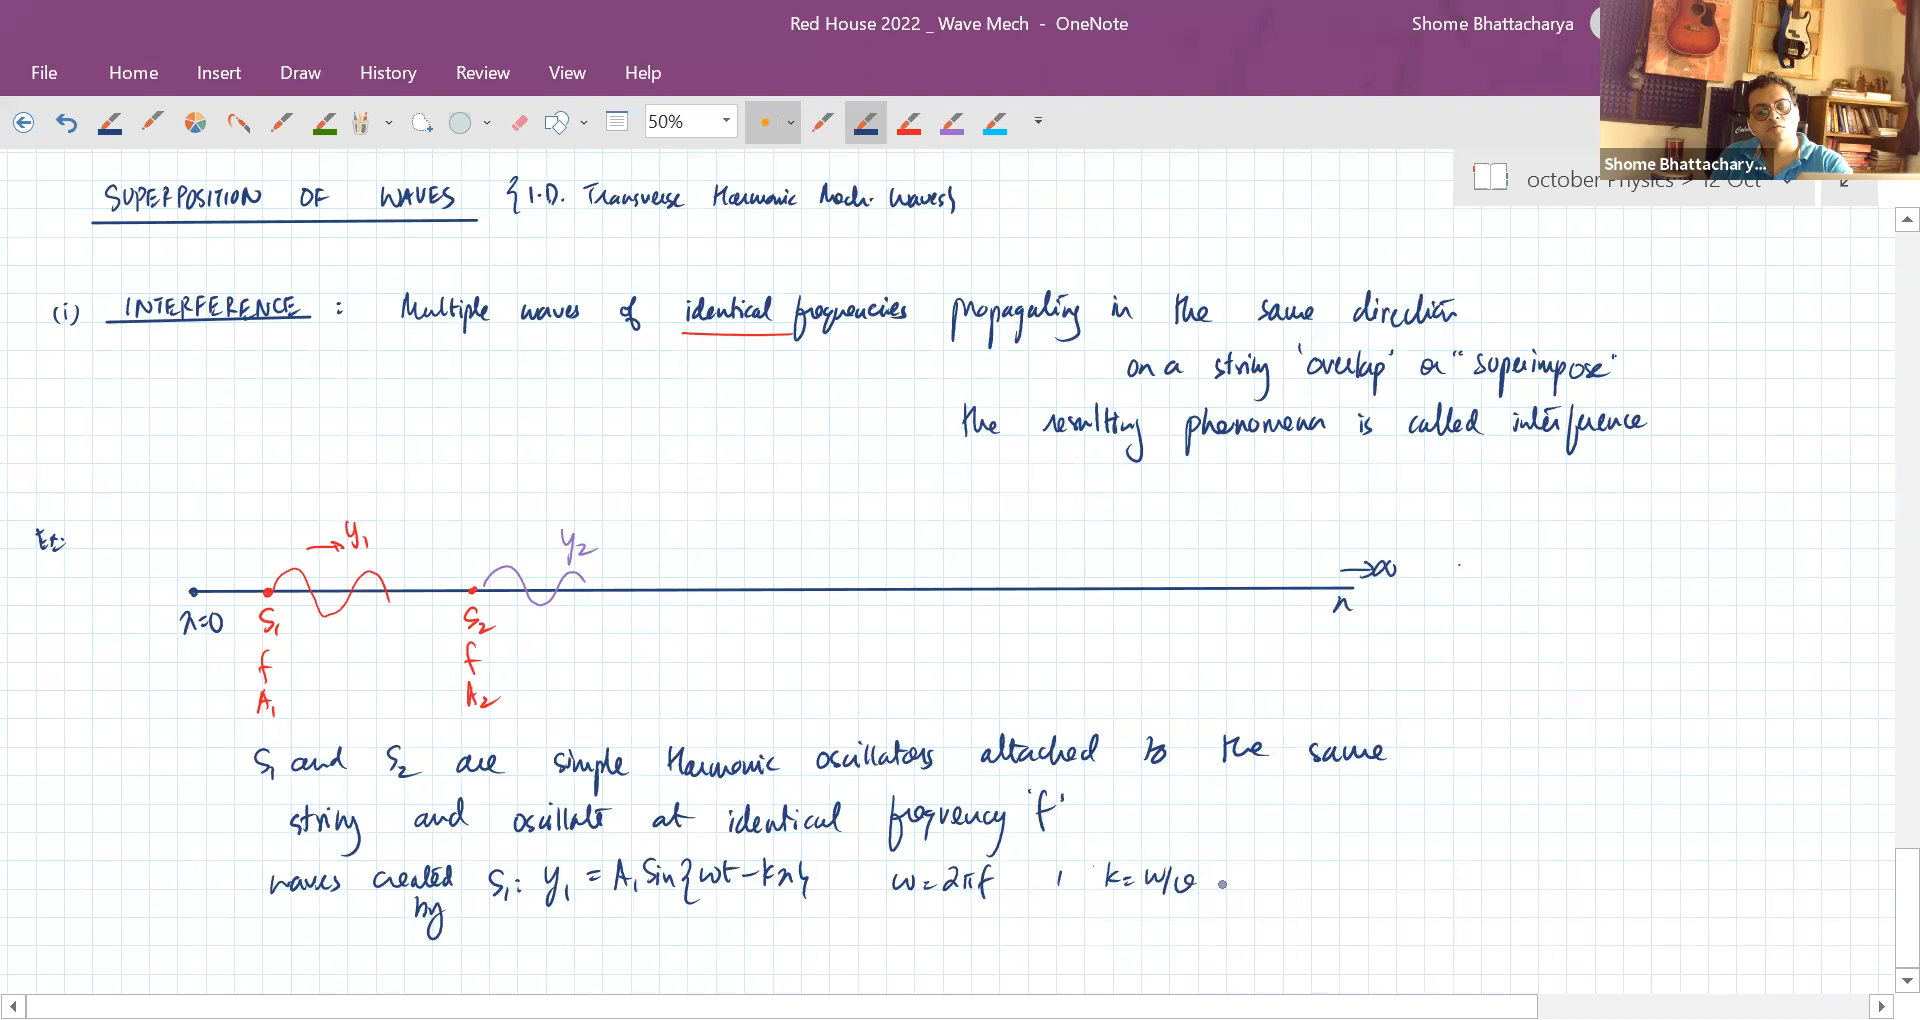 Red House 2022 _ Wave Mech - OneNote
Shome Bhattacharya
File Home Insert Draw History Review View Help
50%
Shome Bhattachary...
october Physics > 12 Oct
SUPERPOSITION OF WAVES {1.D. Transverse Harmonic Mech. Waves}
(i) INTERFERENCE : Multiple waves of identical frequencies propagating in the same direction
on a string 'overlap' or "superimpose"
the resulting phenomena is called interference
Ex:
→ y₁
y₂
→∞
x=0
S₁
S₂
x
f
f
A₁
A₂
S₁ and S₂ are simple Harmonic oscillators attached to the same
string and oscillate at identical frequency 'f'
waves created by S₁: y₁ = A₁ Sin{ωt - kx} ω = 2πf , k = ω/v